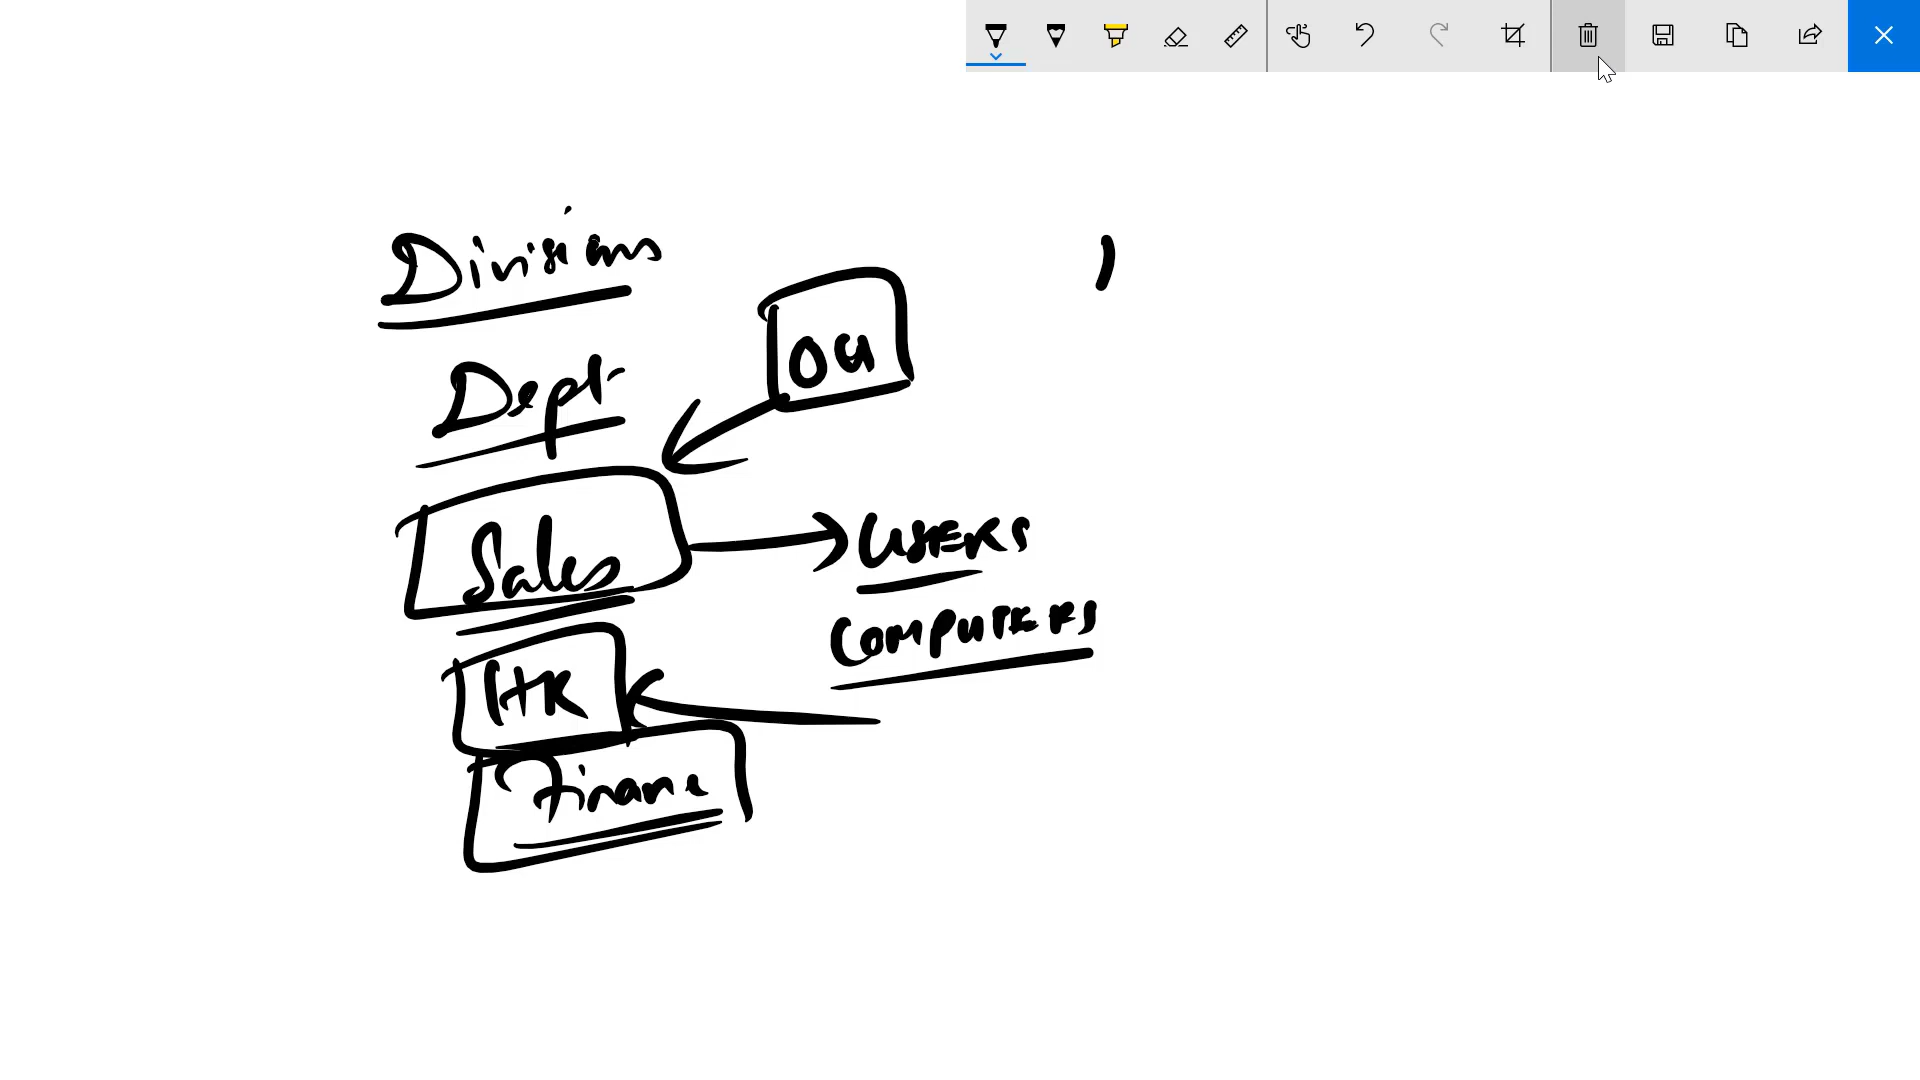 Divisions
OU
Dept
Sales
USERS
COMPUTERS
HR
Finance